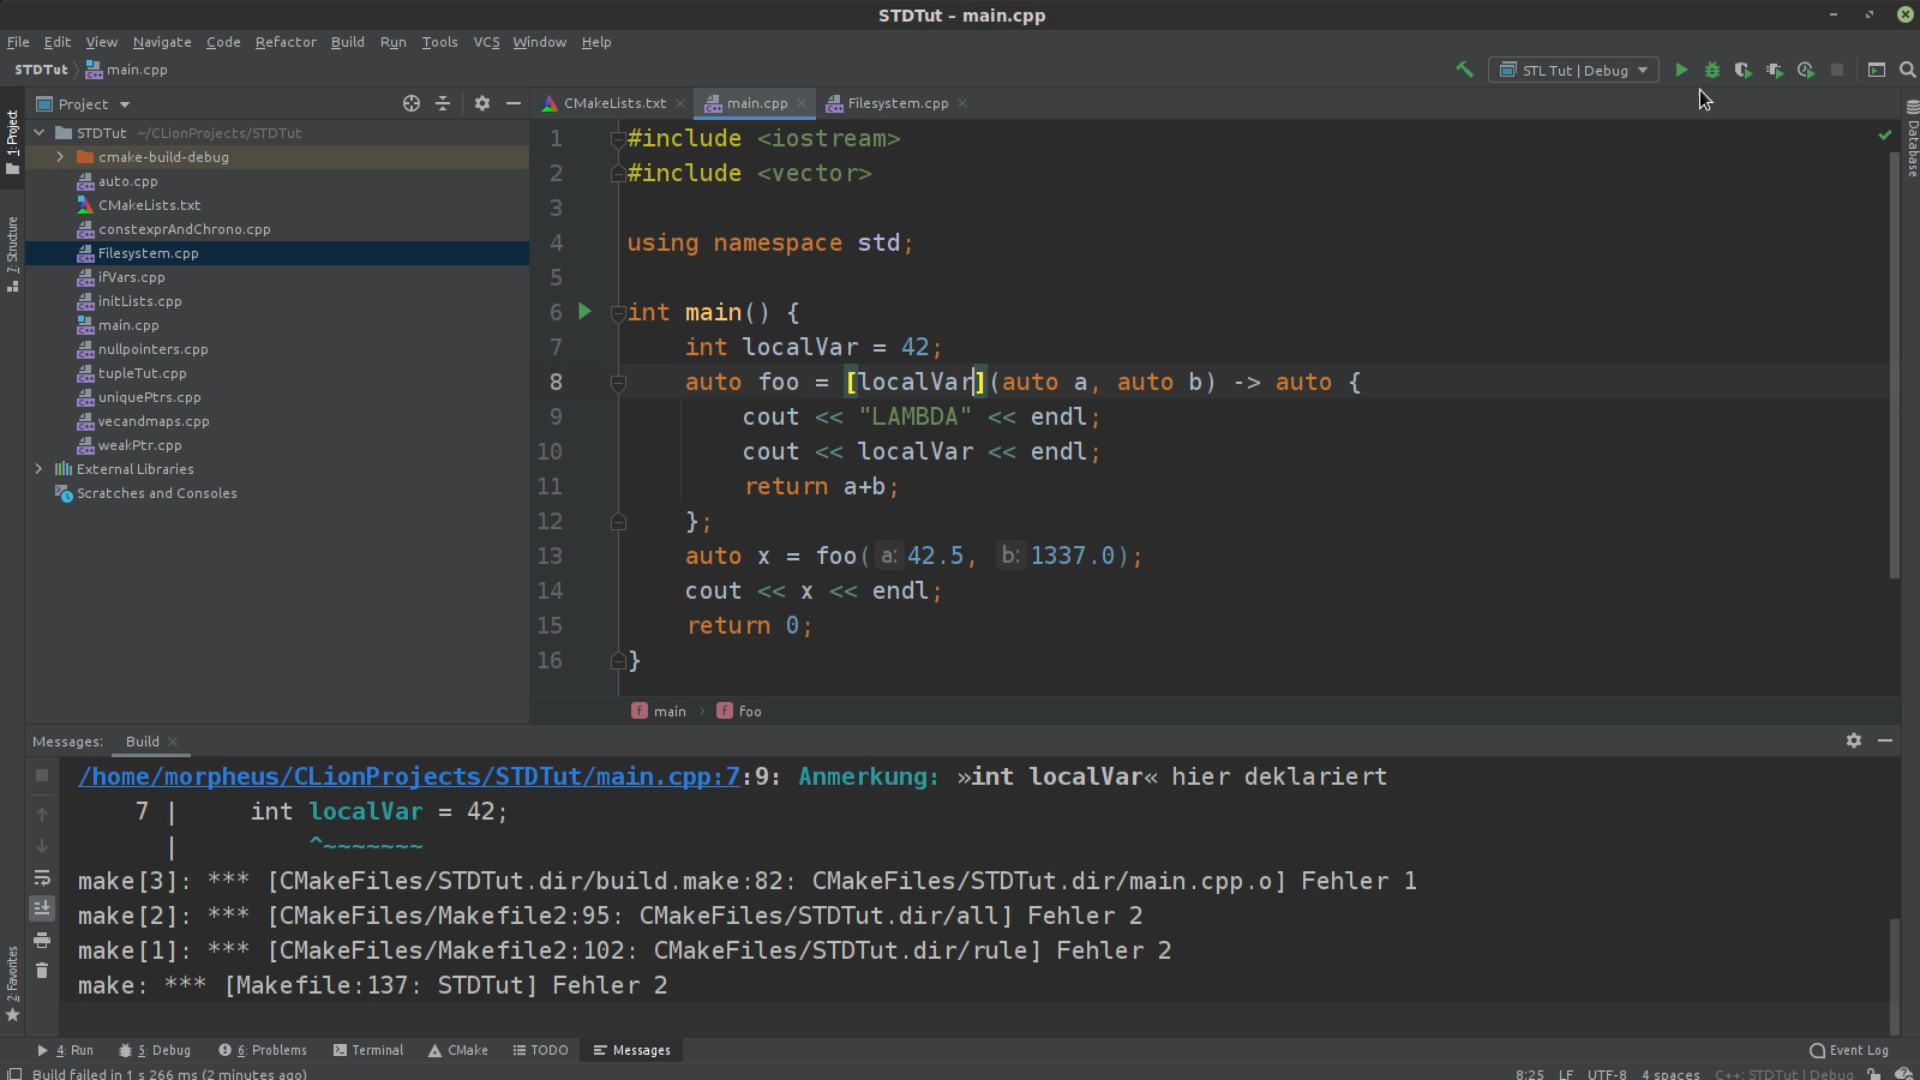 STDTut – main.cpp
File Edit View Navigate Code Refactor Build Run Tools VCS Window Help
STDTut main.cpp
STL Tut | Debug
Project
CMakeLists.txt main.cpp Filesystem.cpp
1: Project
7: Structure
2: Favorites
Database
STDTut ~/CLionProjects/STDTut
cmake-build-debug
auto.cpp
CMakeLists.txt
constexprAndChrono.cpp
Filesystem.cpp
ifVars.cpp
initLists.cpp
main.cpp
nullpointers.cpp
tupleTut.cpp
uniquePtrs.cpp
vecandmaps.cpp
weakPtr.cpp
External Libraries
Scratches and Consoles
1 #include <iostream>
2 #include <vector>
3
4 using namespace std;
5
6 int main() {
7 int localVar = 42;
8 auto foo = [localVar](auto a, auto b) -> auto {
9 cout << "LAMBDA" << endl;
10 cout << localVar << endl;
11 return a+b;
12 };
13 auto x = foo( a: 42.5, b: 1337.0);
14 cout << x << endl;
15 return 0;
16 }
main foo
Messages: Build
/home/morpheus/CLionProjects/STDTut/main.cpp:7:9: Anmerkung: »int localVar« hier deklariert
7 | int localVar = 42;
| ^~~~~~~~
make[3]: *** [CMakeFiles/STDTut.dir/build.make:82: CMakeFiles/STDTut.dir/main.cpp.o] Fehler 1
make[2]: *** [CMakeFiles/Makefile2:95: CMakeFiles/STDTut.dir/all] Fehler 2
make[1]: *** [CMakeFiles/Makefile2:102: CMakeFiles/STDTut.dir/rule] Fehler 2
make: *** [Makefile:137: STDTut] Fehler 2
4: Run 5: Debug 6: Problems Terminal CMake TODO Messages Event Log
Build failed in 1 s 266 ms (2 minutes ago) 8:25 LF UTF-8 4 spaces C++: STDTut | Debug